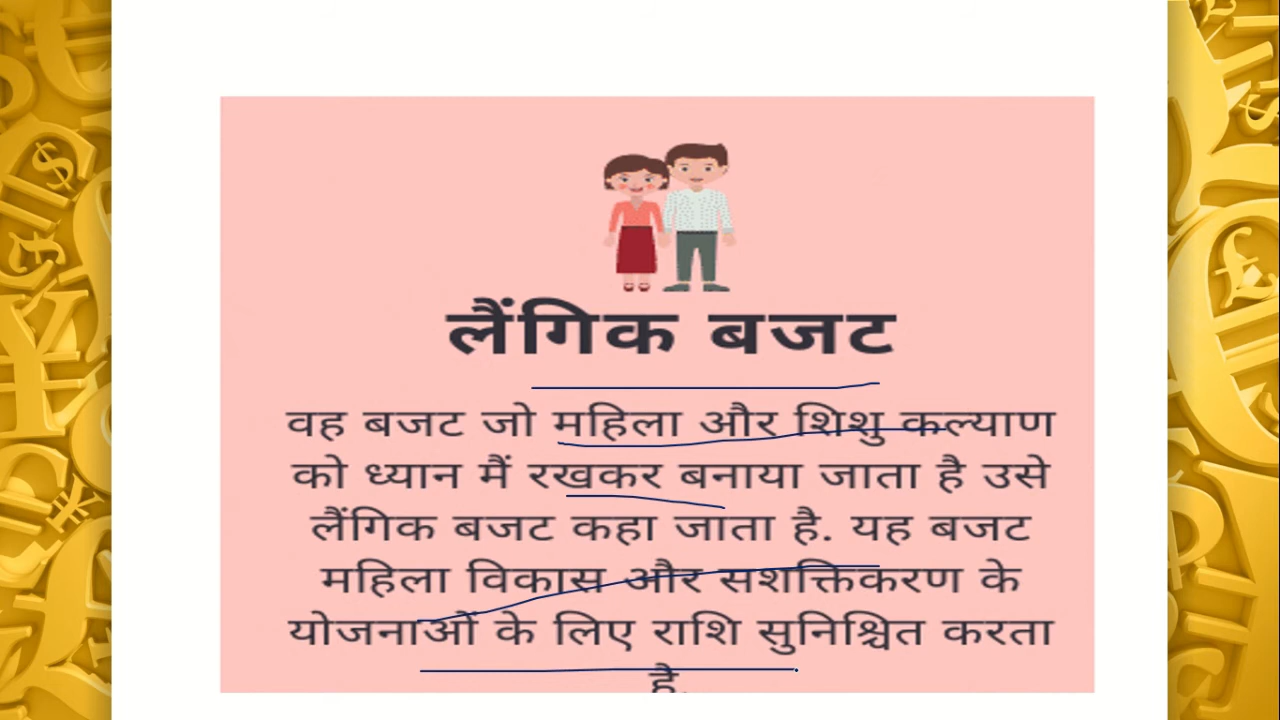 लैंगिक बजट
वह बजट जो महिला और शिशु कल्याण
को ध्यान मैं रखकर बनाया जाता है उसे
लैंगिक बजट कहा जाता है. यह बजट
महिला विकास और सशक्तिकरण के
योजनाओं के लिए राशि सुनिश्चित करता
है.